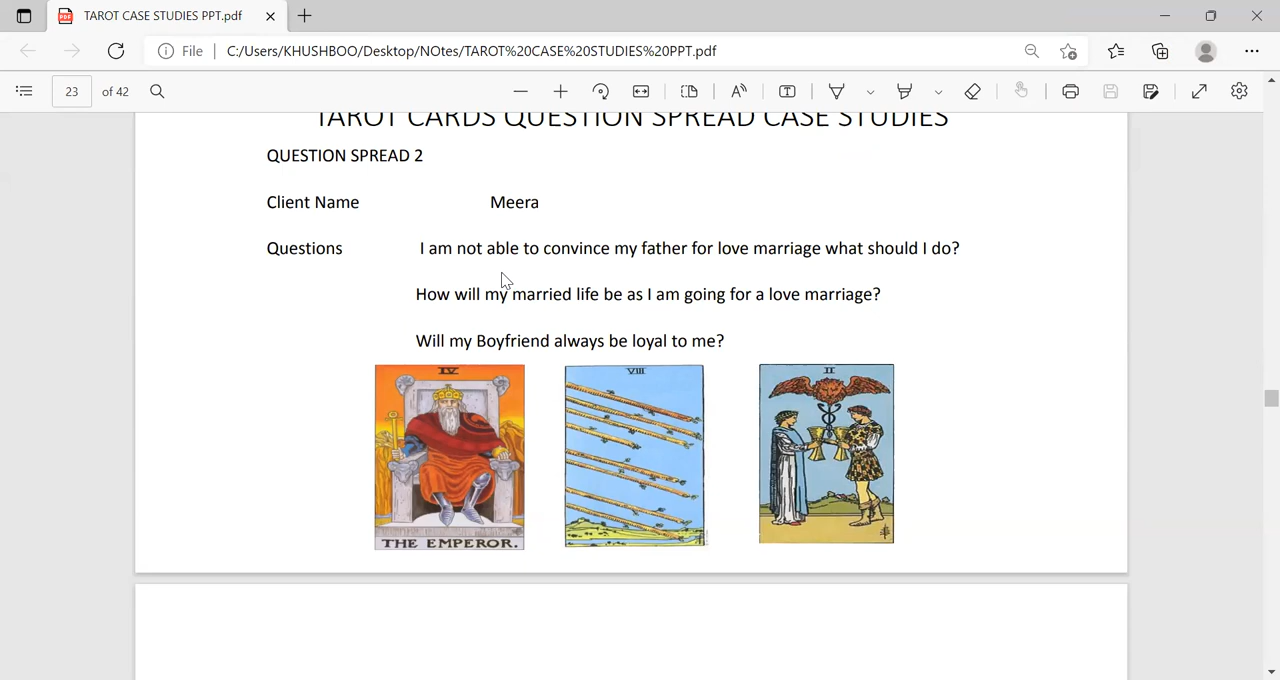 TAROT CASE STUDIES PPT.pdf
File
C:/Users/KHUSHBOO/Desktop/NOtes/TAROT%20CASE%20STUDIES%20PPT.pdf
23 of 42
TAROT CARDS QUESTION SPREAD CASE STUDIES
QUESTION SPREAD 2
Client Name Meera
Questions I am not able to convince my father for love marriage what should I do?
How will my married life be as I am going for a love marriage?
Will my Boyfriend always be loyal to me?
IV
VIII
II
THE EMPEROR.